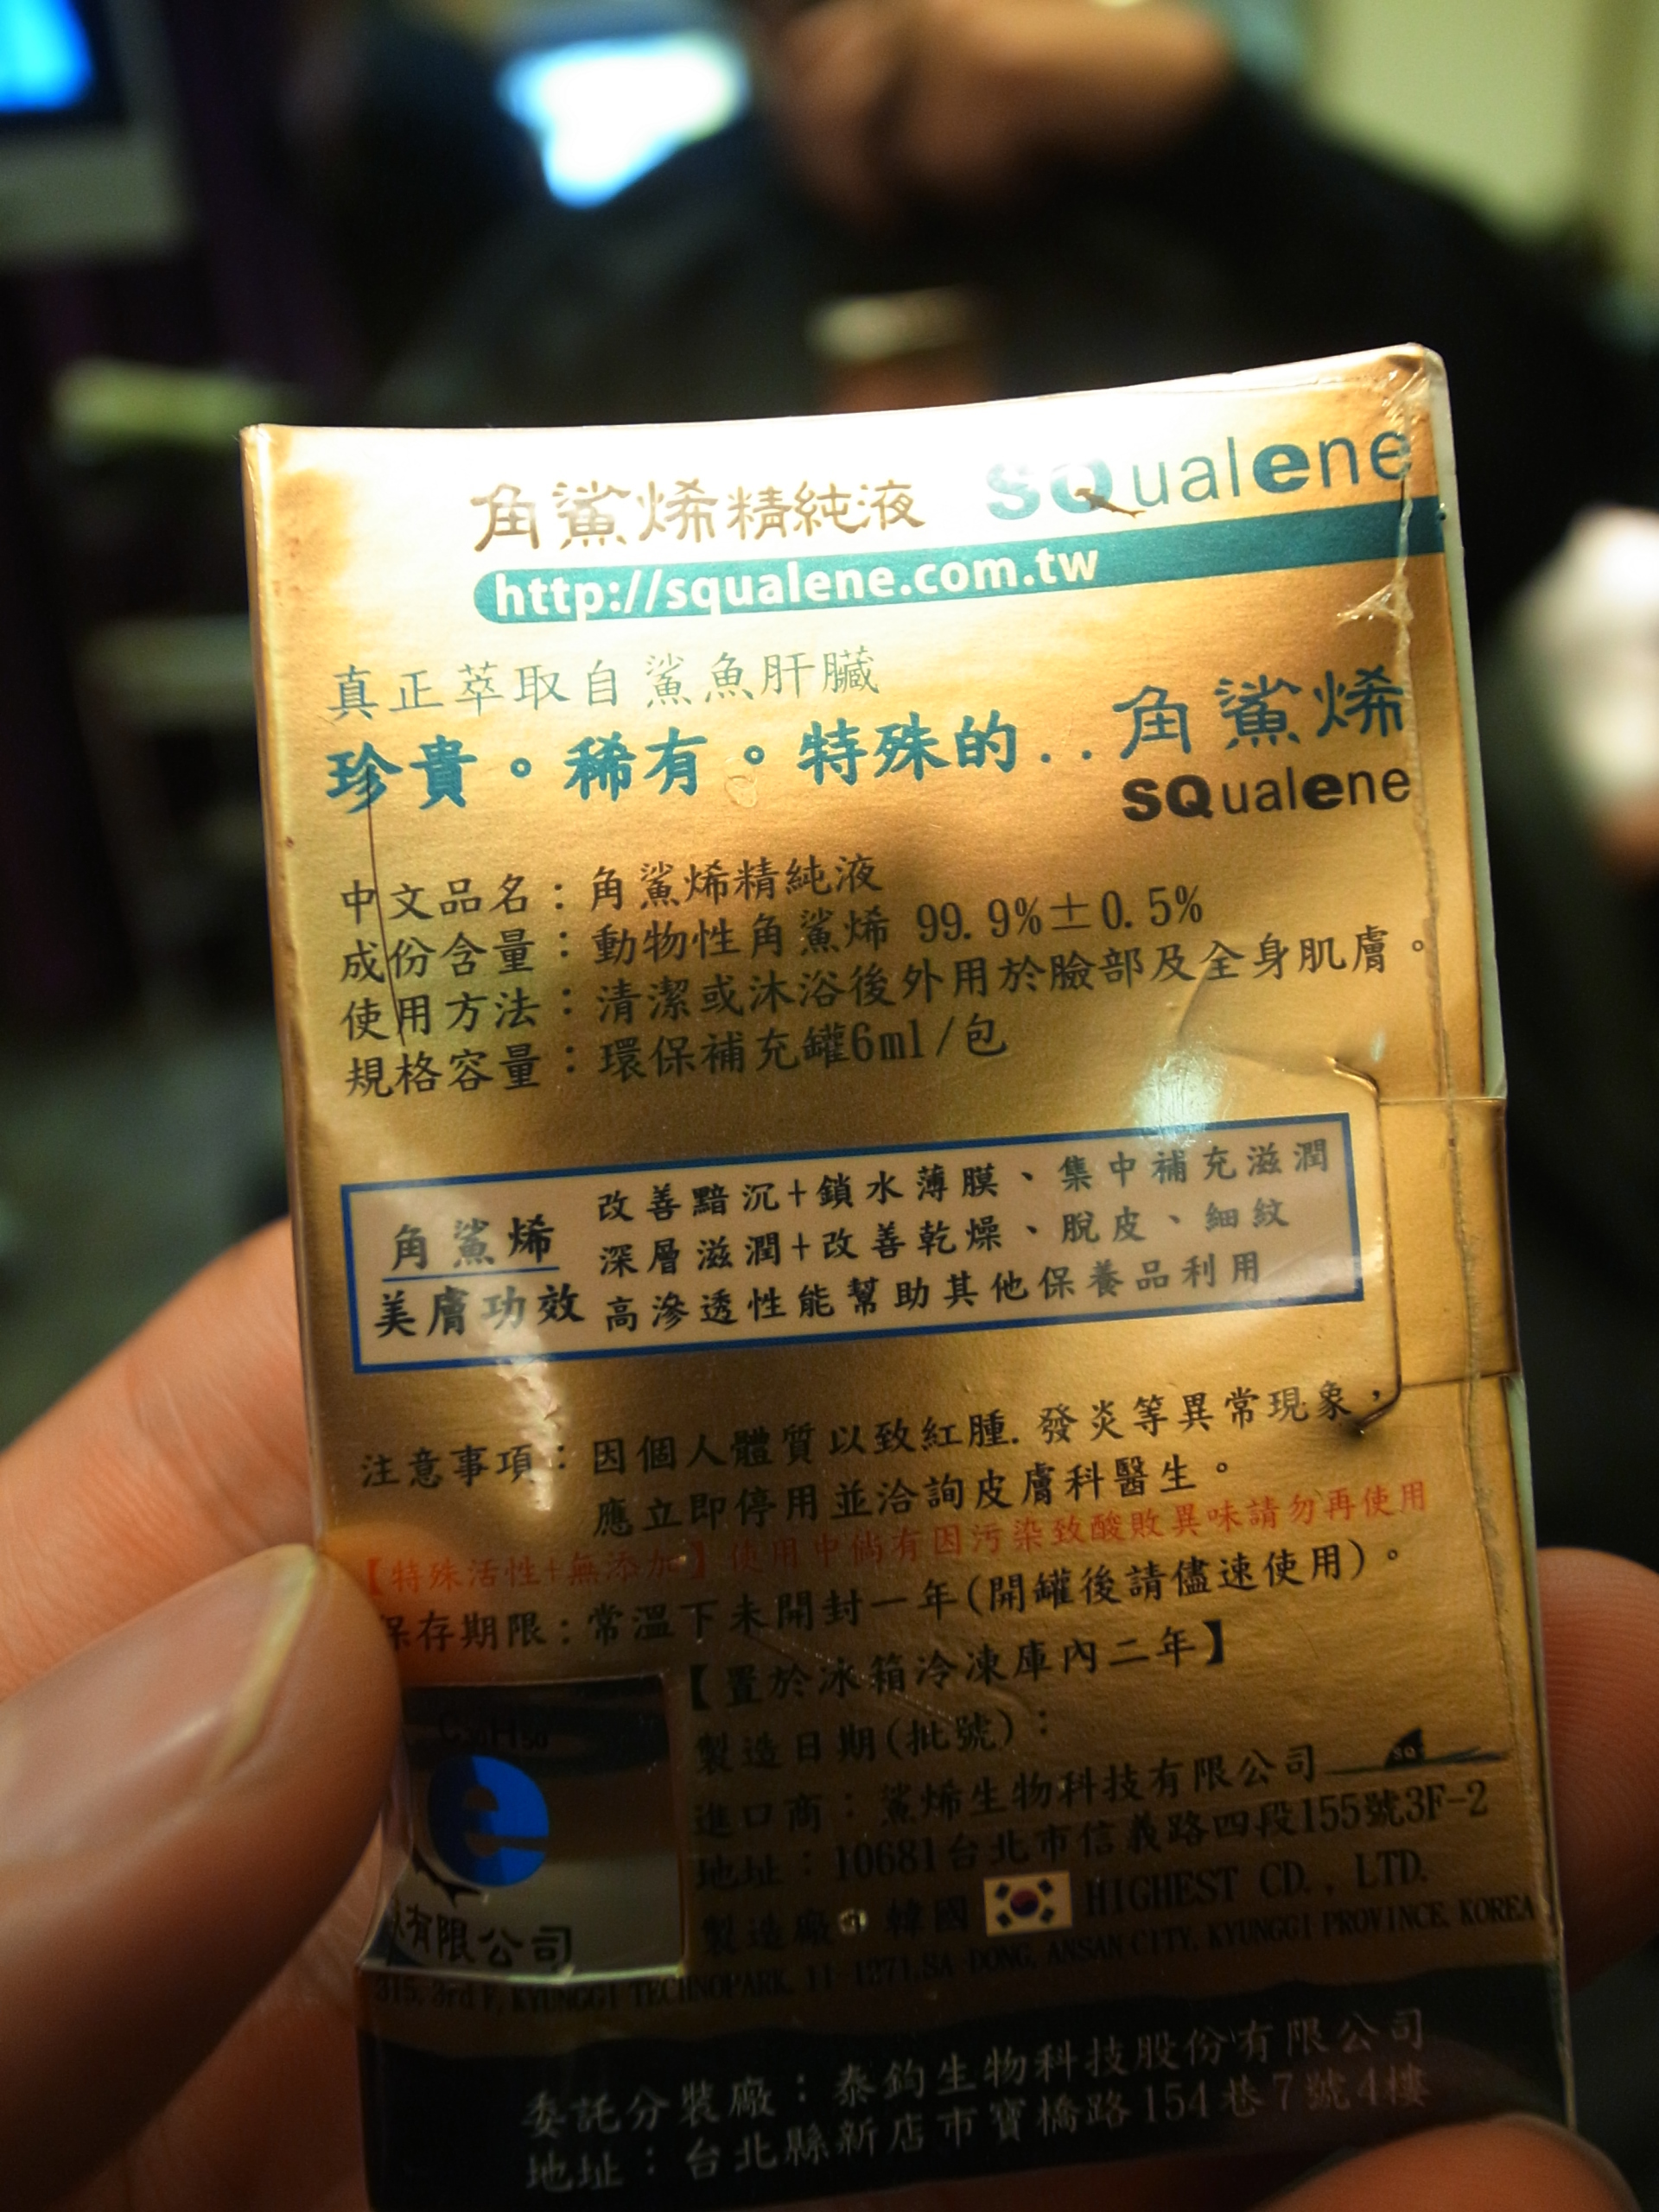 角鯊烯精純液 SQualene
http://squalene.com.tw
真正萃取自鯊魚肝臟
珍貴。稀有。特殊的..角鯊烯
SQualene
中文品名：角鯊烯精純液
成份含量：動物性角鯊烯 99.9%±0.5%
使用方法：清潔或沐浴後外用於臉部及全身肌膚。
規格容量：環保補充罐6ml/包
角鯊烯
美膚功效
改善黯沉+鎖水薄膜、集中補充滋潤
深層滋潤+改善乾燥、脫皮、細紋
高滲透性能幫助其他保養品利用
注意事項：因個人體質以致紅腫.發炎等異常現象，
應立即停用並洽詢皮膚科醫生。
【特殊活性+無添加】使用中倘有因污染致酸敗異味請勿再使用
保存期限：常溫下未開封一年(開罐後請儘速使用)。
【置於冰箱冷凍庫內二年】
製造日期(批號)：
進口商：鯊烯生物科技有限公司
SQ
地址：10681台北市信義路四段155號3F-2
製造廠 韓國 HIGHEST CD., LTD.
315, 3rd F, KYUNGGI TECHNOPARK, 11-1271,SA-DONG, ANSAN CITY, KYUNGGI PROVINCE, KOREA
C30H50
e
有限公司
委託分裝廠：泰鈞生物科技股份有限公司
地址：台北縣新店市寶橋路154巷7號4樓